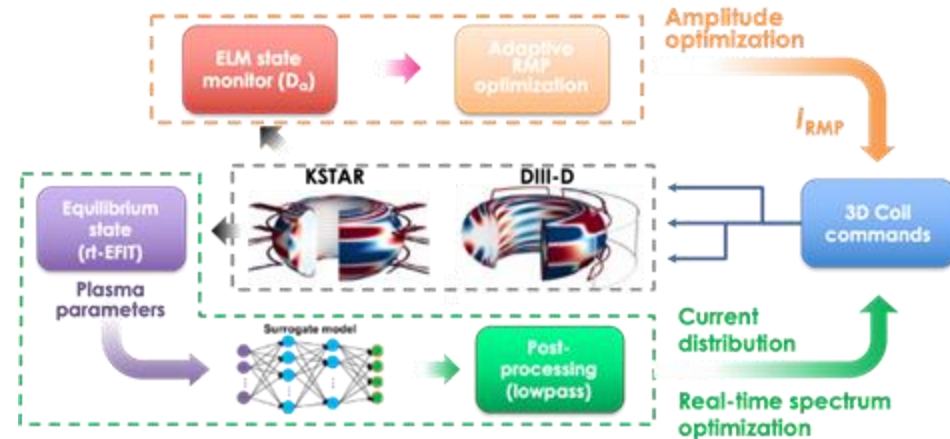 Amplitude
optimization
ELM state
monitor (Dα)
Adaptive
RMP
optimization
IRMP
KSTAR
DIII-D
Equilibrium
state
(rt-EFIT)
3D Coil
commands
Plasma
parameters
Surrogate model
Post-
processing
(lowpass)
Current
distribution
Real-time spectrum
optimization